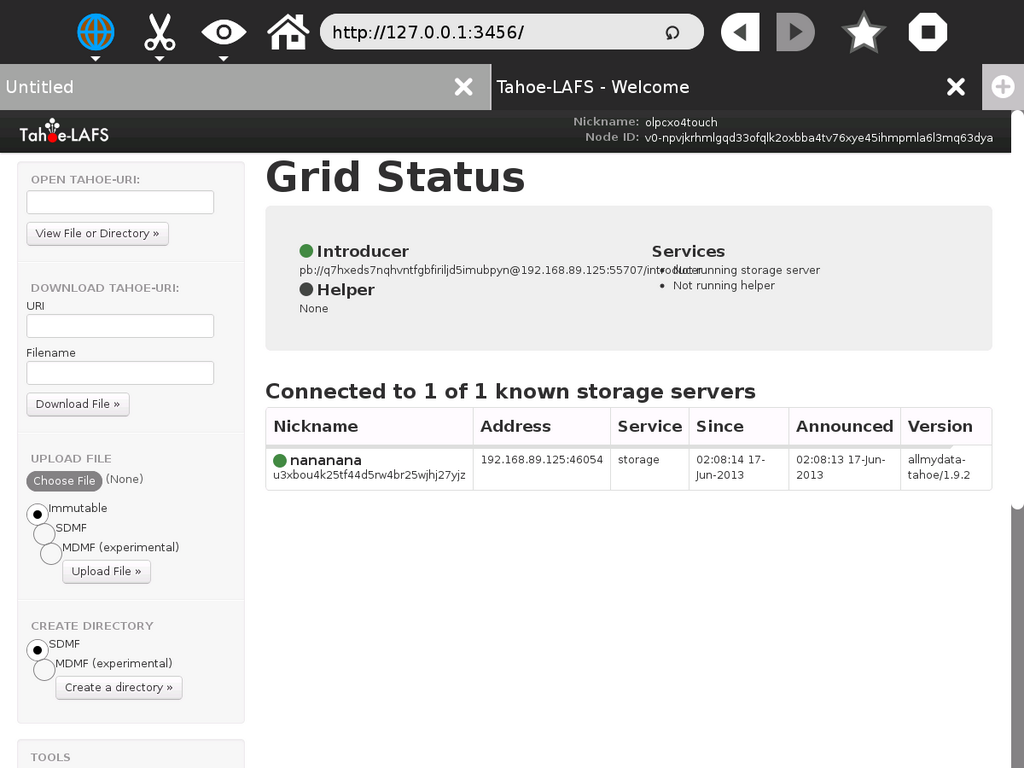 http://127.0.0.1:3456/
Untitled
Tahoe-LAFS - Welcome
Tahoe-LAFS
Nickname: olpcxo4touch
Node ID: v0-npvjkrhmlgqd33ofqlk2oxbba4tv76xye45ihmpmla6l3mq63dya
OPEN TAHOE-URI:
View File or Directory »
DOWNLOAD TAHOE-URI:
URI
Filename
Download File »
UPLOAD FILE
Choose File (None)
Immutable
SDMF
MDMF (experimental)
Upload File »
CREATE DIRECTORY
SDMF
MDMF (experimental)
Create a directory »
TOOLS
Grid Status
Introducer
pb://q7hxeds7nqhvntfgbfiriljd5imubpyn@192.168.89.125:55707/introducer
Helper
None
Services
Not running storage server
Not running helper
Connected to 1 of 1 known storage servers
Nickname Address Service Since Announced Version
nananana 192.168.89.125:46054 storage 02:08:14 17- 02:08:13 17-Jun- allmydata-
u3xbou4k25tf44d5rw4br25wjhj27yjz Jun-2013 2013 tahoe/1.9.2